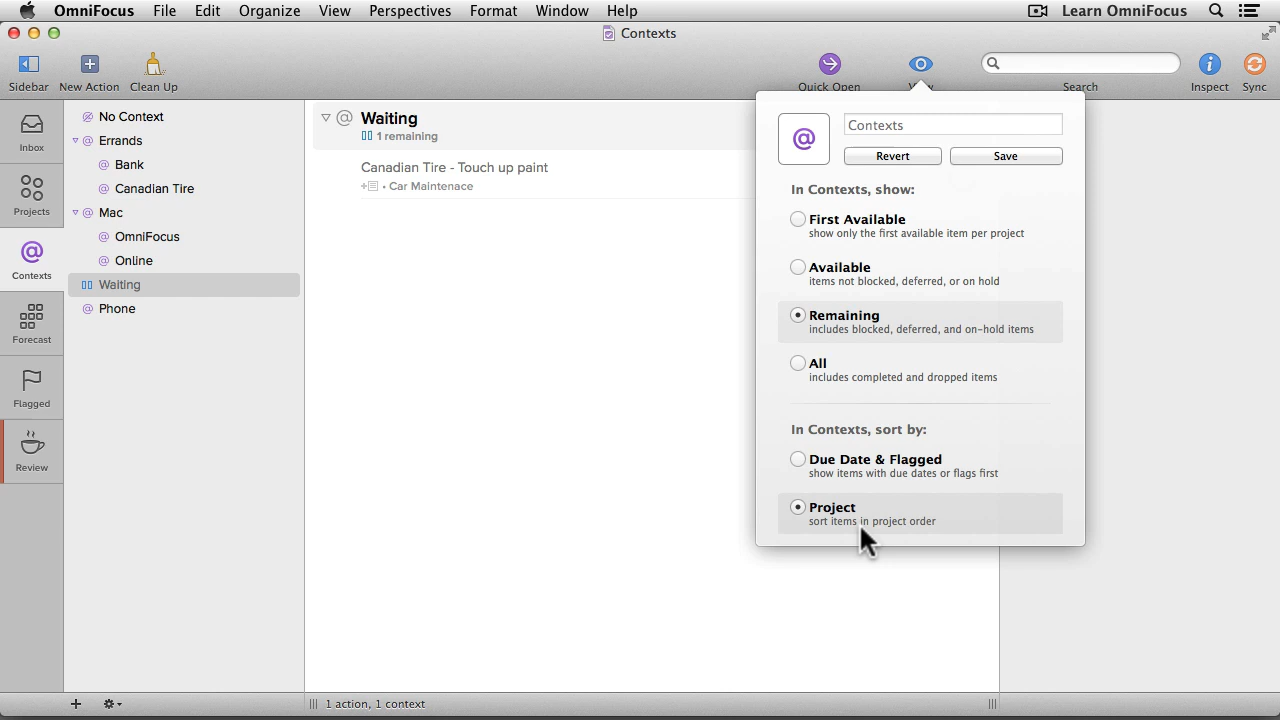 OmniFocus File Edit Organize View Perspectives Format Window Help Learn OmniFocus
Contexts
Sidebar New Action Clean Up Quick Open View Search Inspect Sync
Inbox
Projects
Contexts
Forecast
Flagged
Review
No Context
Errands
Bank
Canadian Tire
Mac
OmniFocus
Online
Waiting
Phone
Waiting
1 remaining
Canadian Tire - Touch up paint
• Car Maintenace
Contexts
Revert Save
In Contexts, show:
First Available
show only the first available item per project
Available
items not blocked, deferred, or on hold
Remaining
includes blocked, deferred, and on-hold items
All
includes completed and dropped items
In Contexts, sort by:
Due Date & Flagged
show items with due dates or flags first
Project
sort items in project order
1 action, 1 context